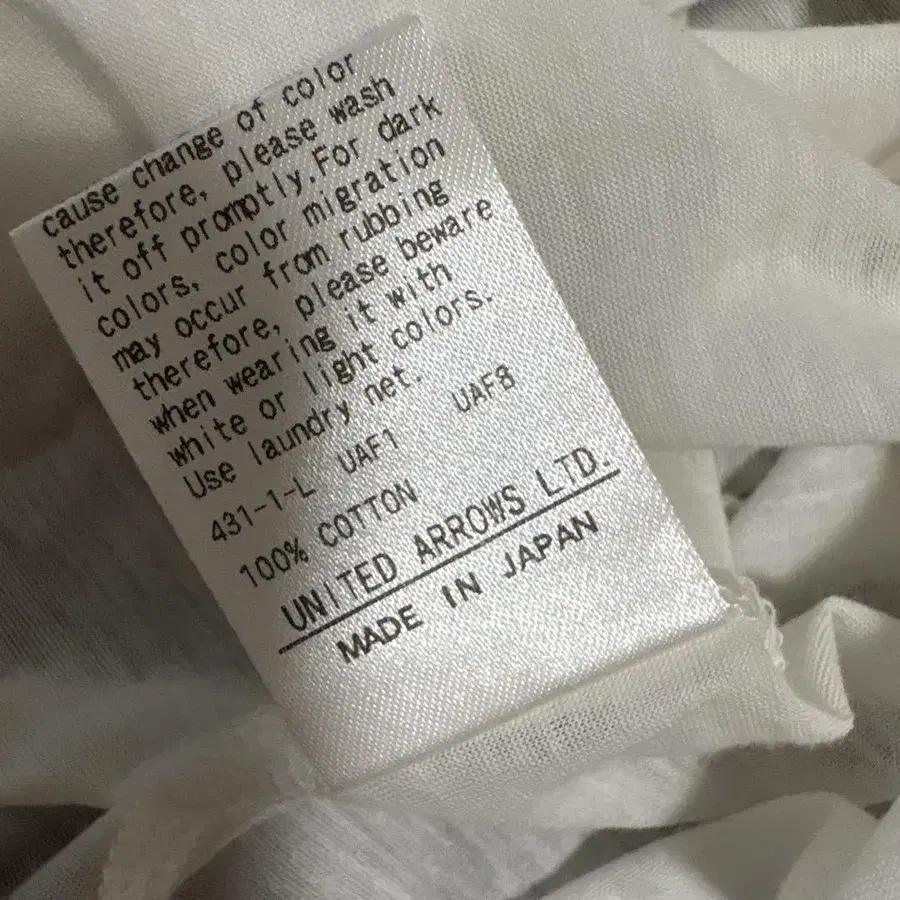 cause change of color
therefore, please wash
it off promptly.For dark
colors, color migration
may occur from rubbing
therefore, please beware
when wearing it with
white or light colors.
Use laundry net.
431-1-L UAF1 UAF8
100% COTTON
UNITED ARROWS LTD.
MADE IN JAPAN